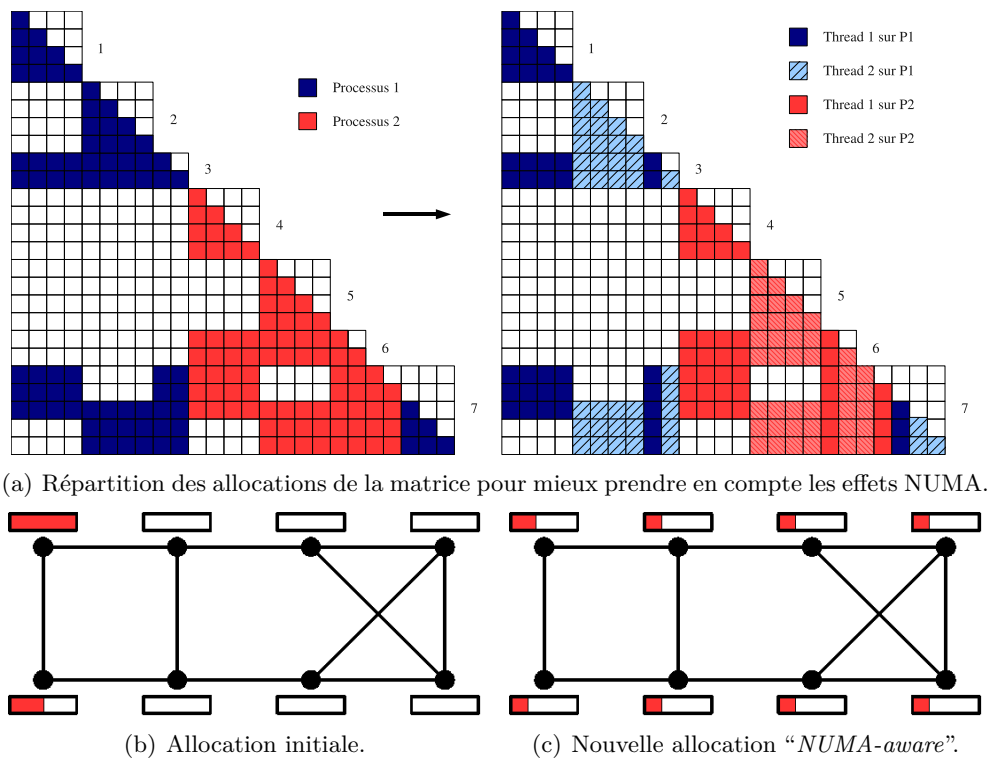 1
2
3
4
5
6
7
Processus 1
Processus 2
1
2
3
4
5
6
7
Thread 1 sur P1
Thread 2 sur P1
Thread 1 sur P2
Thread 2 sur P2
(a) Répartition des allocations de la matrice pour mieux prendre en compte les effets NUMA.
(b) Allocation initiale.
(c) Nouvelle allocation “NUMA-aware”.